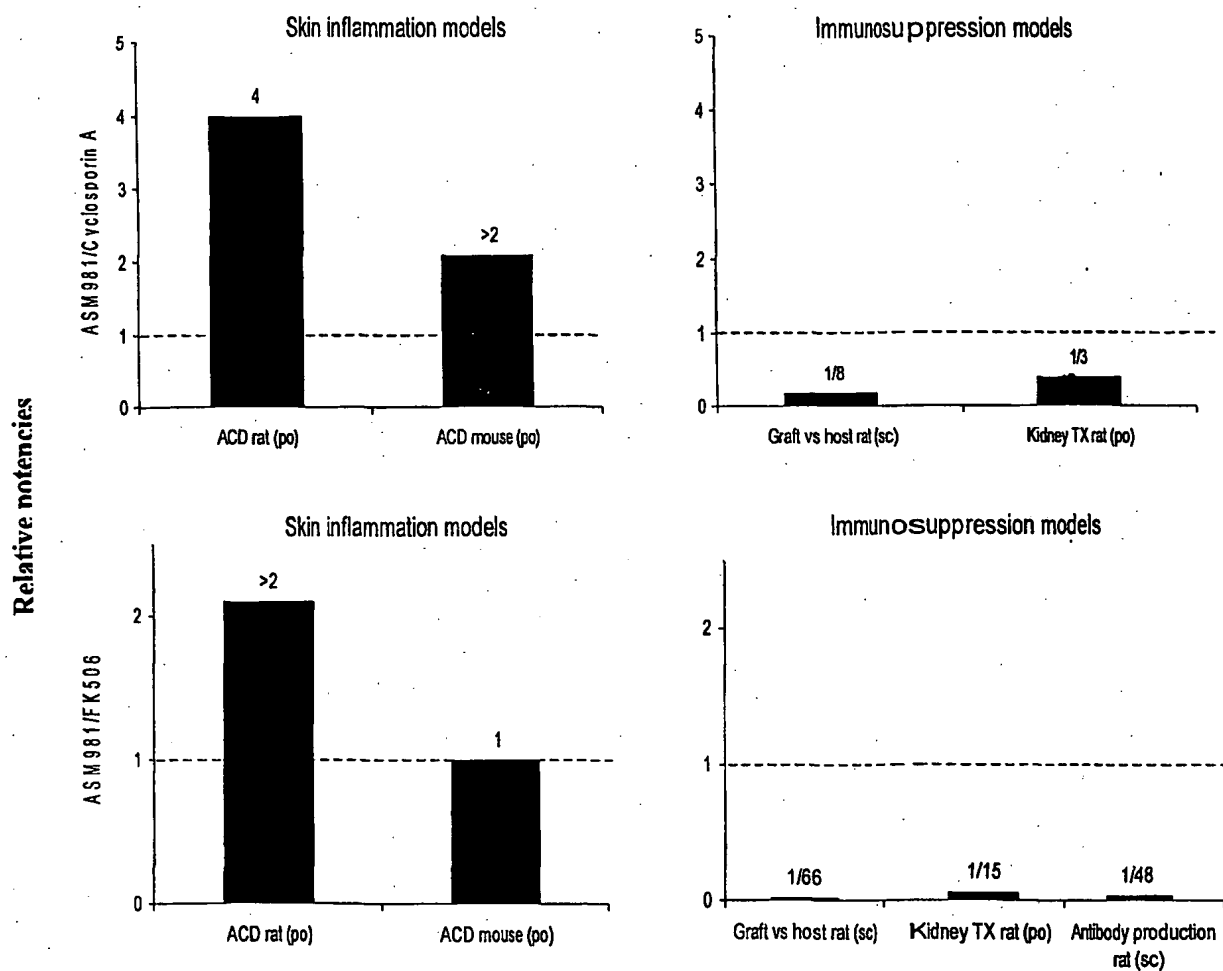 Relative notencies
Skin inflammation models
ASM981/Cyclosporin A
5
4
3
2
1
0
4
>2
ACD rat (po)
ACD mouse (po)
Immunosuppression models
5
4
3
2
1
0
1/8
1/3
Graft vs host rat (sc)
Kidney TX rat (po)
Skin inflammation models
ASM981/FK506
2
1
0
>2
1
ACD rat (po)
ACD mouse (po)
Immunosuppression models
2
1
0
1/66
1/15
1/48
Graft vs host rat (sc)
Kidney TX rat (po)
Antibody production
rat (sc)